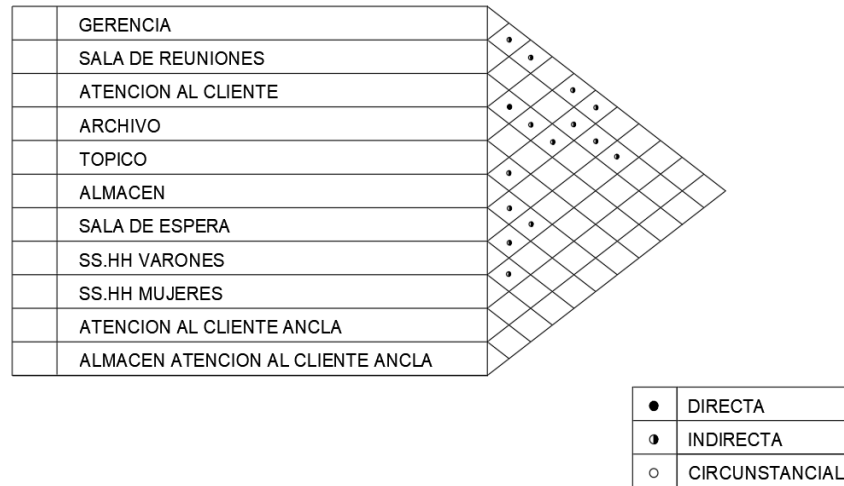 GERENCIA
SALA DE REUNIONES
ATENCION AL CLIENTE
ARCHIVO
TOPICO
ALMACEN
SALA DE ESPERA
SS.HH VARONES
SS.HH MUJERES
ATENCION AL CLIENTE ANCLA
ALMACEN ATENCION AL CLIENTE ANCLA
DIRECTA
INDIRECTA
CIRCUNSTANCIAL